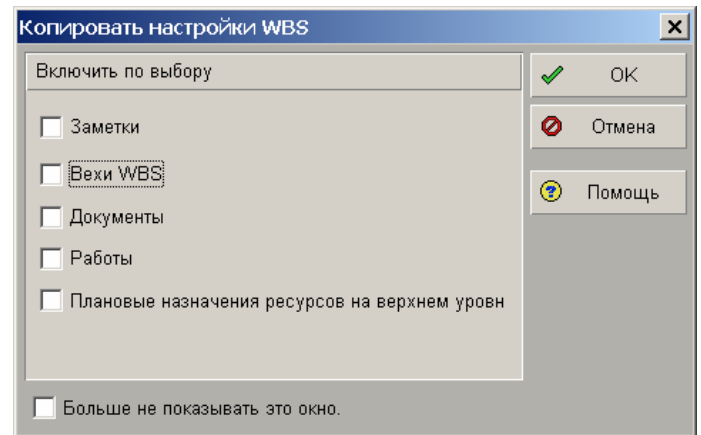 Копировать настройки WBS
Включить по выбору
OK
Заметки
Отмена
Вехи WBS
Помощь
Документы
Работы
Плановые назначения ресурсов на верхнем уровн
Больше не показывать это окно.